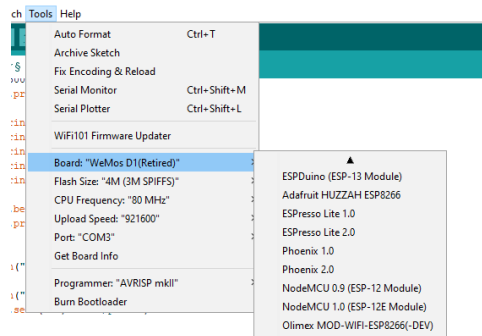 ch Tools Help
Auto Format Ctrl+T
Archive Sketch
Fix Encoding & Reload
Serial Monitor Ctrl+Shift+M
Serial Plotter Ctrl+Shift+L
WiFi101 Firmware Updater
Board: "WeMos D1(Retired)"
Flash Size: "4M (3M SPIFFS)"
CPU Frequency: "80 MHz"
Upload Speed: "921600"
Port: "COM3"
Get Board Info
Programmer: "AVRISP mkII"
Burn Bootloader
ESPDuino (ESP-13 Module)
Adafruit HUZZAH ESP8266
ESPresso Lite 1.0
ESPresso Lite 2.0
Phoenix 1.0
Phoenix 2.0
NodeMCU 0.9 (ESP-12 Module)
NodeMCU 1.0 (ESP-12E Module)
Olimex MOD-WIFI-ESP8266(-DEV)